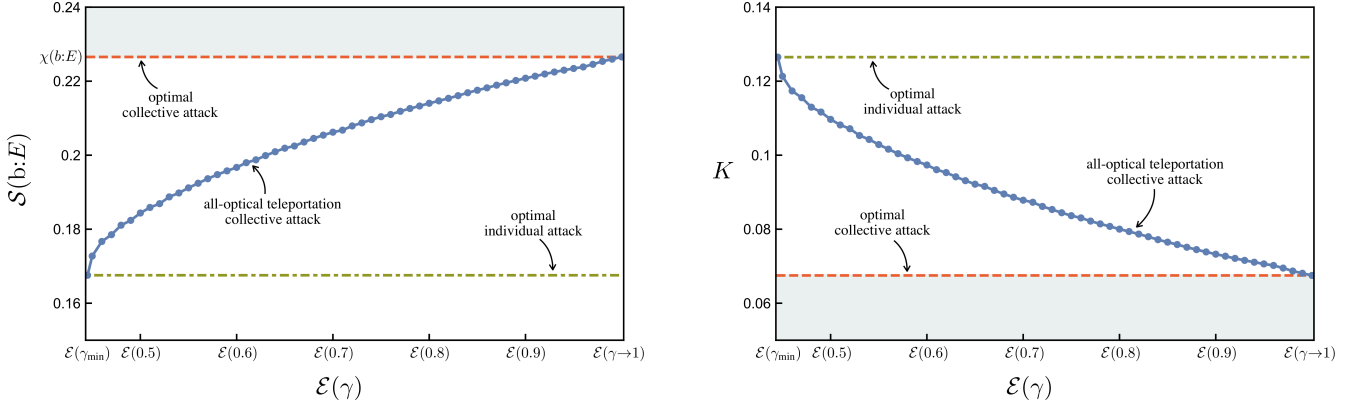 0.24
χ(b:E)
0.22
0.2
0.18
0.16
S(b:E)
optimal
collective attack
all-optical teleportation
collective attack
optimal
individual attack
ℰ(γmin) ℰ(0.5) ℰ(0.6) ℰ(0.7) ℰ(0.8) ℰ(0.9) ℰ(γ→1)
ℰ(γ)
0.14
0.12
0.1
0.08
0.06
K
optimal
individual attack
all-optical teleportation
collective attack
optimal
collective attack
ℰ(γmin) ℰ(0.5) ℰ(0.6) ℰ(0.7) ℰ(0.8) ℰ(0.9) ℰ(γ→1)
ℰ(γ)